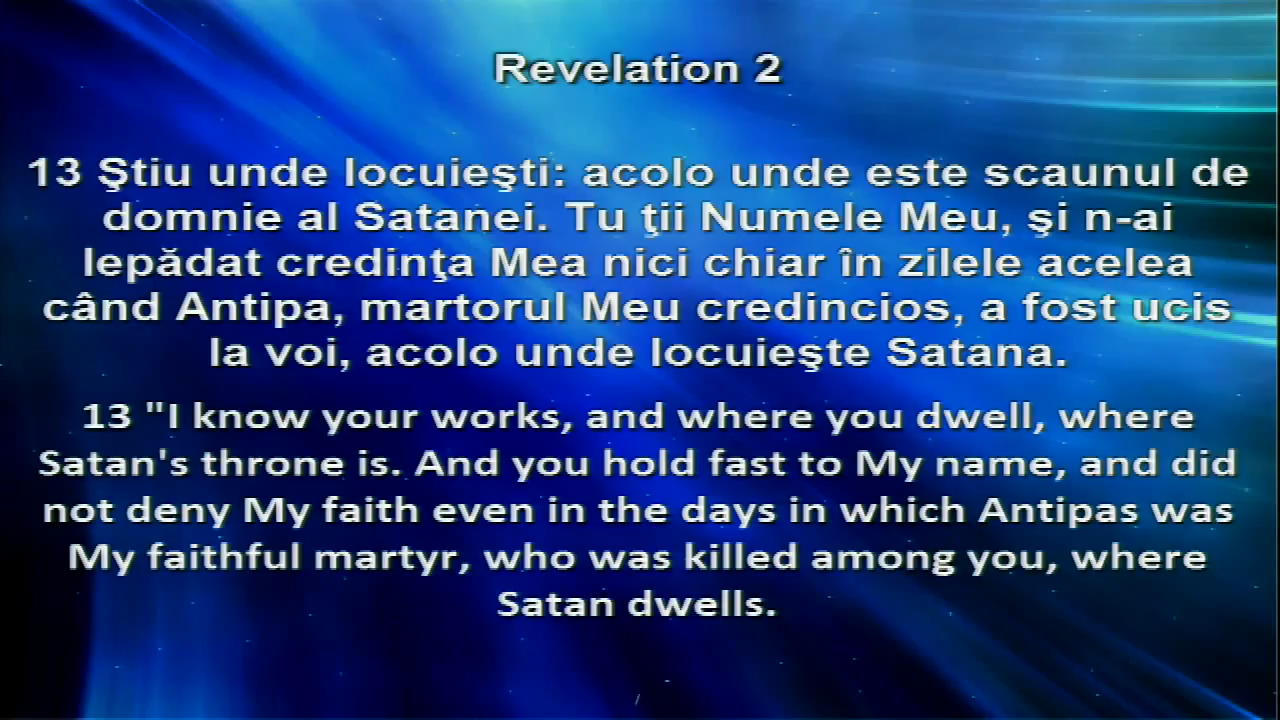 Revelation 2
13 Ştiu unde locuieşti: acolo unde este scaunul de
domnie al Satanei. Tu ţii Numele Meu, şi n-ai
lepădat credinţa Mea nici chiar în zilele acelea
când Antipa, martorul Meu credincios, a fost ucis
la voi, acolo unde locuieşte Satana.
13 "I know your works, and where you dwell, where
Satan's throne is. And you hold fast to My name, and did
not deny My faith even in the days in which Antipas was
My faithful martyr, who was killed among you, where
Satan dwells.